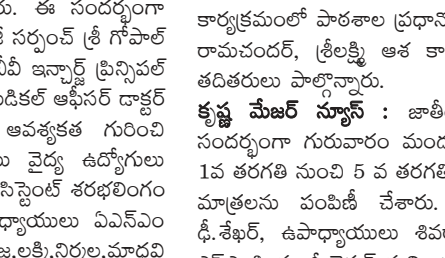 రు. ఈ సందర్భంగా
సర్పంచ్ శ్రీ గోపాల్
వీవీ ఇన్చార్జ్ ప్రిన్సిపల్
డికల్ ఆఫీసర్ డాక్టర్
ఆవశ్యకత గురించి
వైద్య ఉద్యోగులు
సిస్టెంట్ శరభలింగం
ధ్యాయులు ఏఎన్ఎం
కార్యక్రమంలో పాఠశాల ప్రధానో
రామచందర్, శ్రీలక్ష్మి ఆశ కా
తదితరులు పాల్గొన్నారు.
కృష్ణ మేజర్ న్యూస్ : జాతీ
సందర్భంగా గురువారం మండ
1వ తరగతి నుంచి 5 వ తరగతి
మాత్రలను పంపిణీ చేశారు.
ఢీ.శేఖర్, ఉపాధ్యాయులు శివ